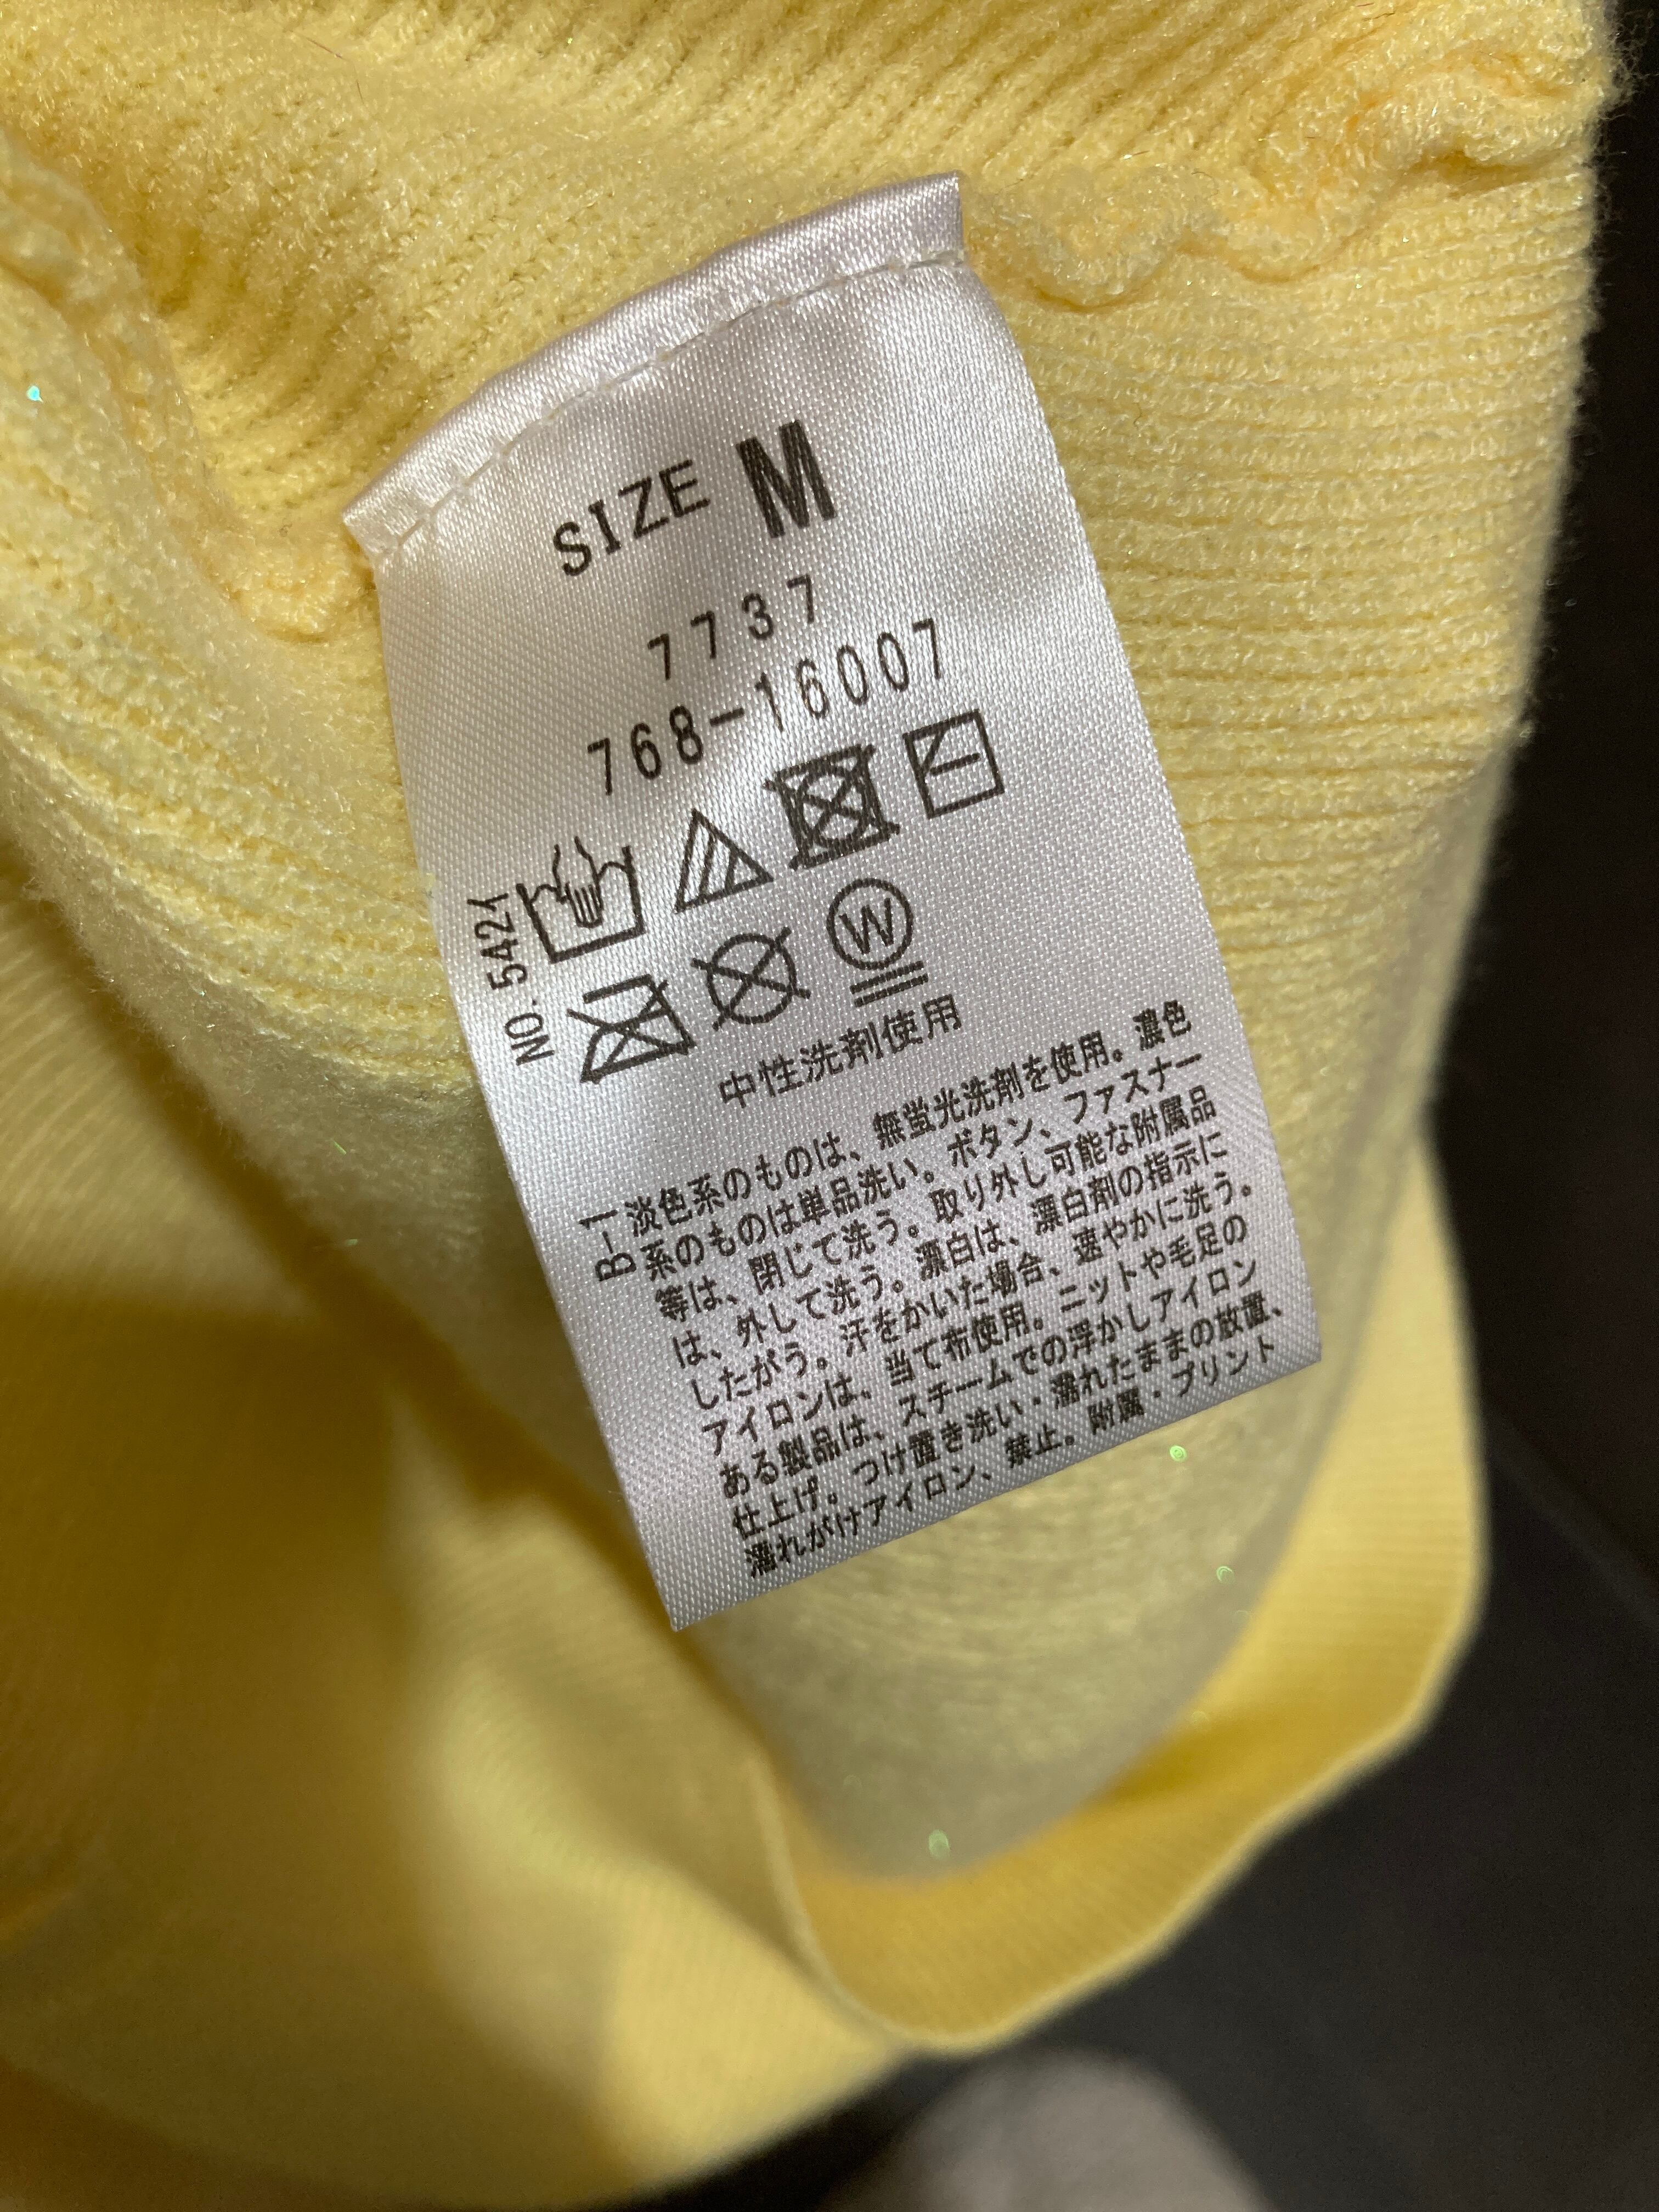 SIZE M
7737
768-16007
NO. 5421
W
中性洗剤使用
B-1
淡色系のものは、無蛍光洗剤を使用。濃色
系のものは単品洗い。ボタン、ファスナー
等は、閉じて洗う。取り外し可能な附属品
は、外して洗う。漂白は、漂白剤の指示に
したがう。汗をかいた場合、速やかに洗う。
アイロンは、当て布使用。ニットや毛足の
ある製品は、スチームでの浮かしアイロン
仕上げ。つけ置き洗い・濡れたままの放置、
濡れがけアイロン、禁止。附属・プリント